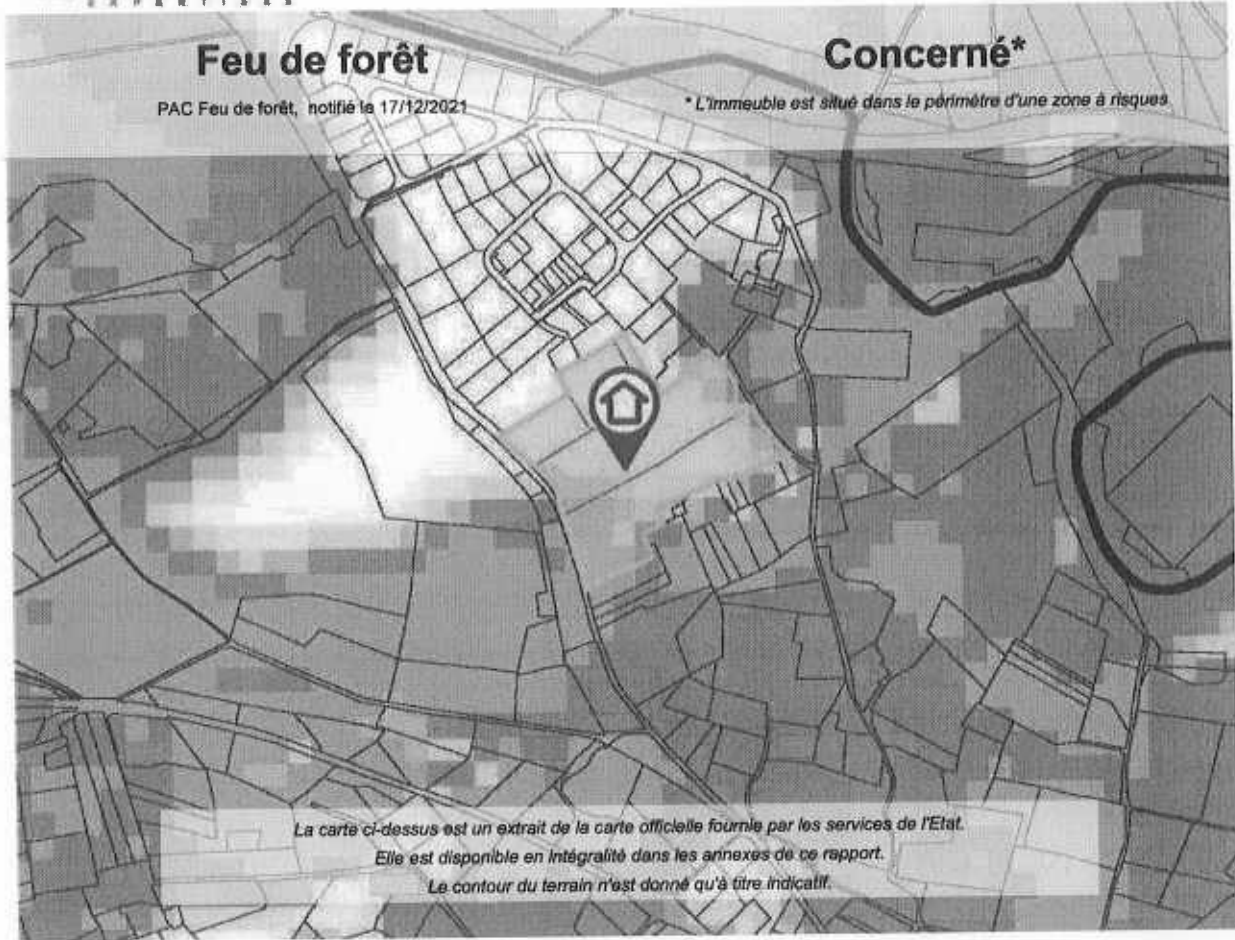 Feu de forêt
PAC Feu de forêt, notifié le 17/12/2021
Concerné*
* L'immeuble est situé dans le périmètre d'une zone à risques
La carte ci-dessus est un extrait de la carte officielle fournie par les services de l'Etat.
Elle est disponible en intégralité dans les annexes de ce rapport.
Le contour du terrain n'est donné qu'à titre indicatif.